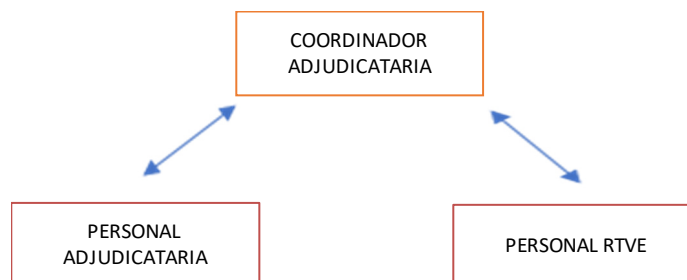 COORDINADOR
ADJUDICATARIA
PERSONAL
ADJUDICATARIA
PERSONAL RTVE